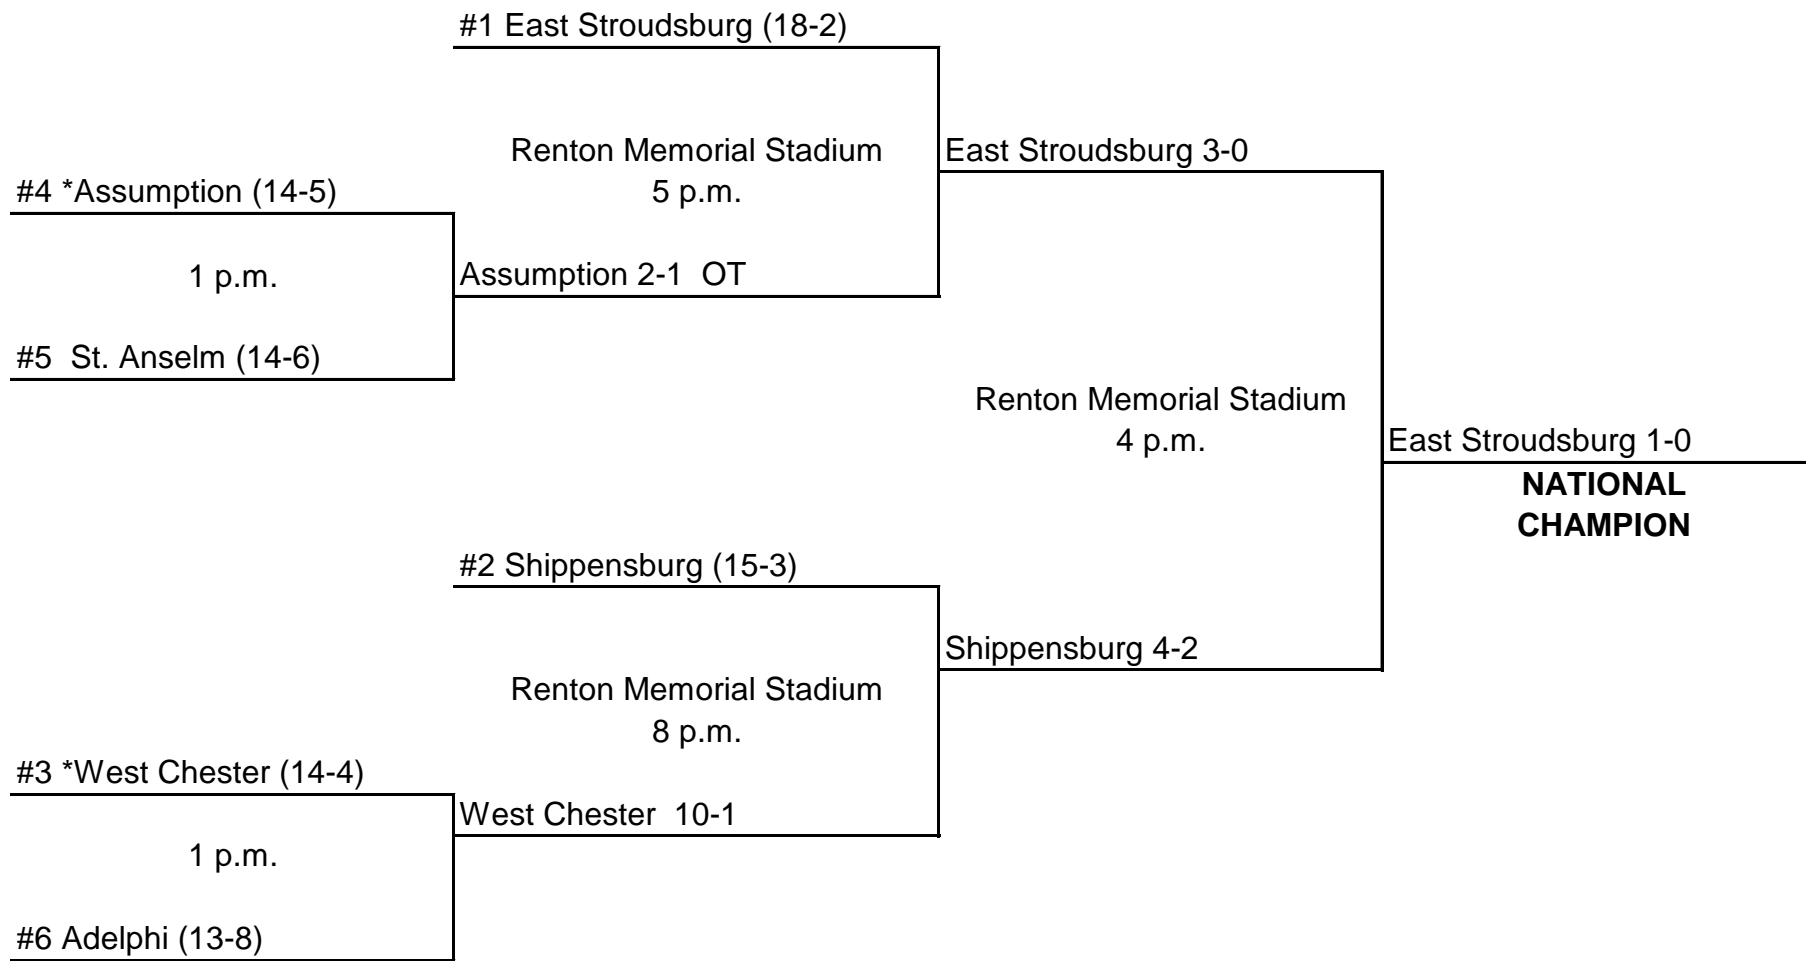 #1 East Stroudsburg (18-2)
Renton Memorial Stadium
5 p.m.
East Stroudsburg 3-0
#4 *Assumption (14-5)
1 p.m.
Assumption 2-1  OT
#5  St. Anselm (14-6)
Renton Memorial Stadium
4 p.m.
East Stroudsburg 1-0
NATIONAL
CHAMPION
#2 Shippensburg (15-3)
Shippensburg 4-2
Renton Memorial Stadium
8 p.m.
#3 *West Chester (14-4)
West Chester  10-1
1 p.m.
#6 Adelphi (13-8)